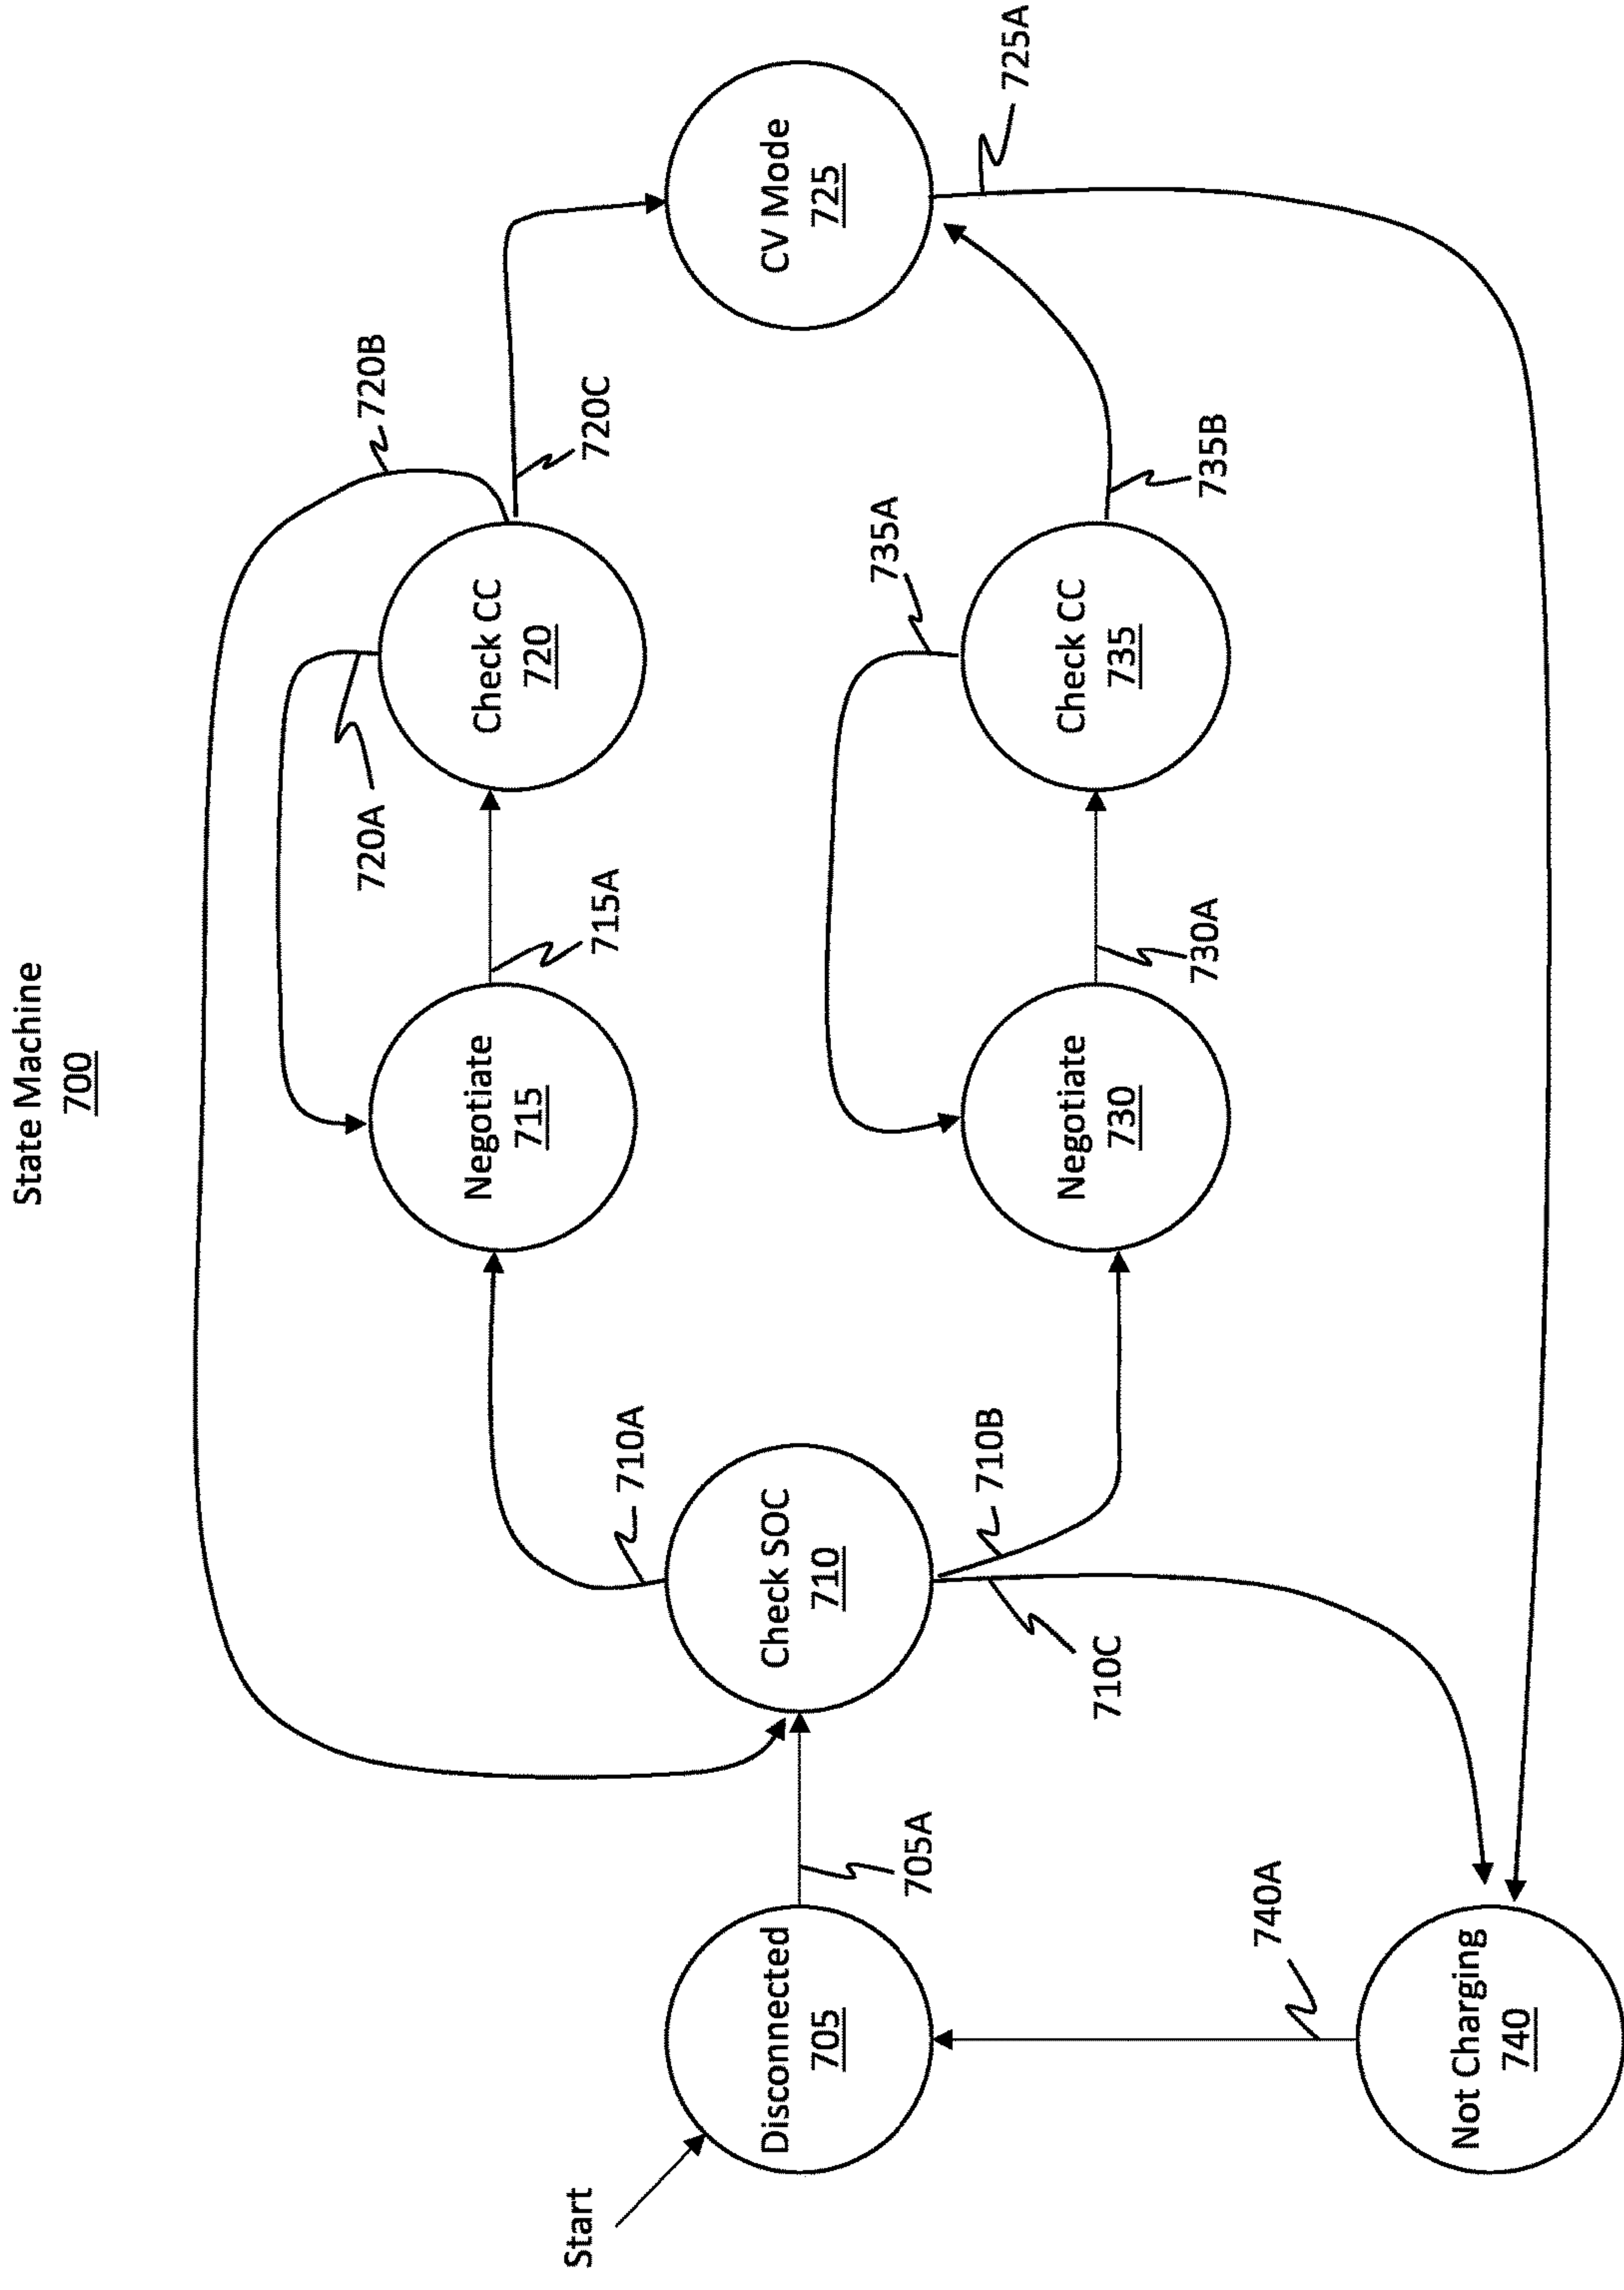 State Machine
700
720B
720A
720C
Negotiate
715
715A
Check CC
720
710A
Start
Disconnected
705
705A
Check SOC
710
CV Mode
725
735A
710B
710C
Negotiate
730
730A
Check CC
735
735B
725A
740A
Not Charging
740